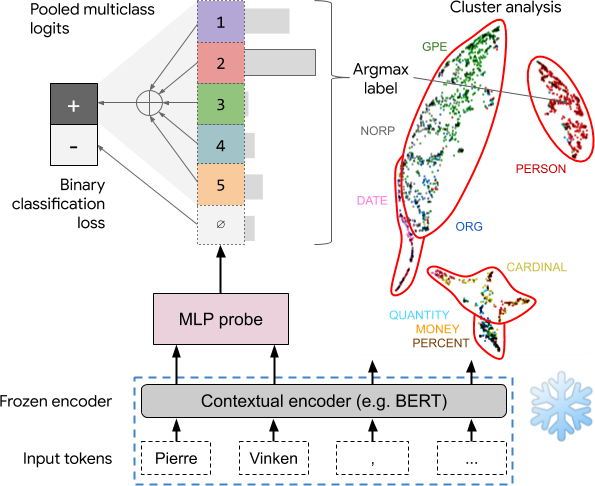 Pooled multiclass
logits
Cluster analysis
1
2
3
4
5
∅
+
-
Binary
classification
loss
Argmax
label
GPE
NORP
DATE
ORG
PERSON
CARDINAL
QUANTITY
MONEY
PERCENT
MLP probe
Frozen encoder
Contextual encoder (e.g. BERT)
Input tokens
Pierre
Vinken
,
...